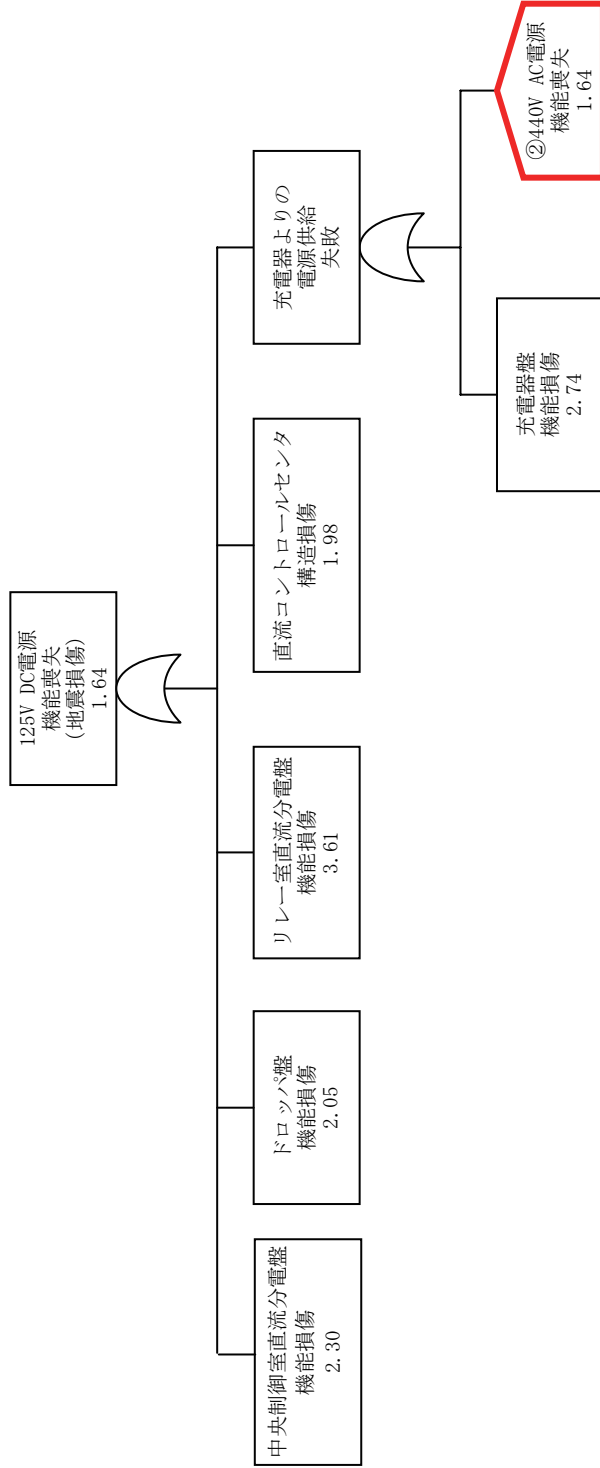 125V DC電源
機能喪失
(地震損傷)
1.64
中央制御室直流分電盤
機能損傷
2.30
ドロッパ盤
機能損傷
2.05
リレー室直流分電盤
機能損傷
3.61
直流コントロールセンタ
構造損傷
1.98
充電器よりの
電源供給
失敗
充電器盤
機能損傷
2.74
②440V AC電源
機能喪失
1.64